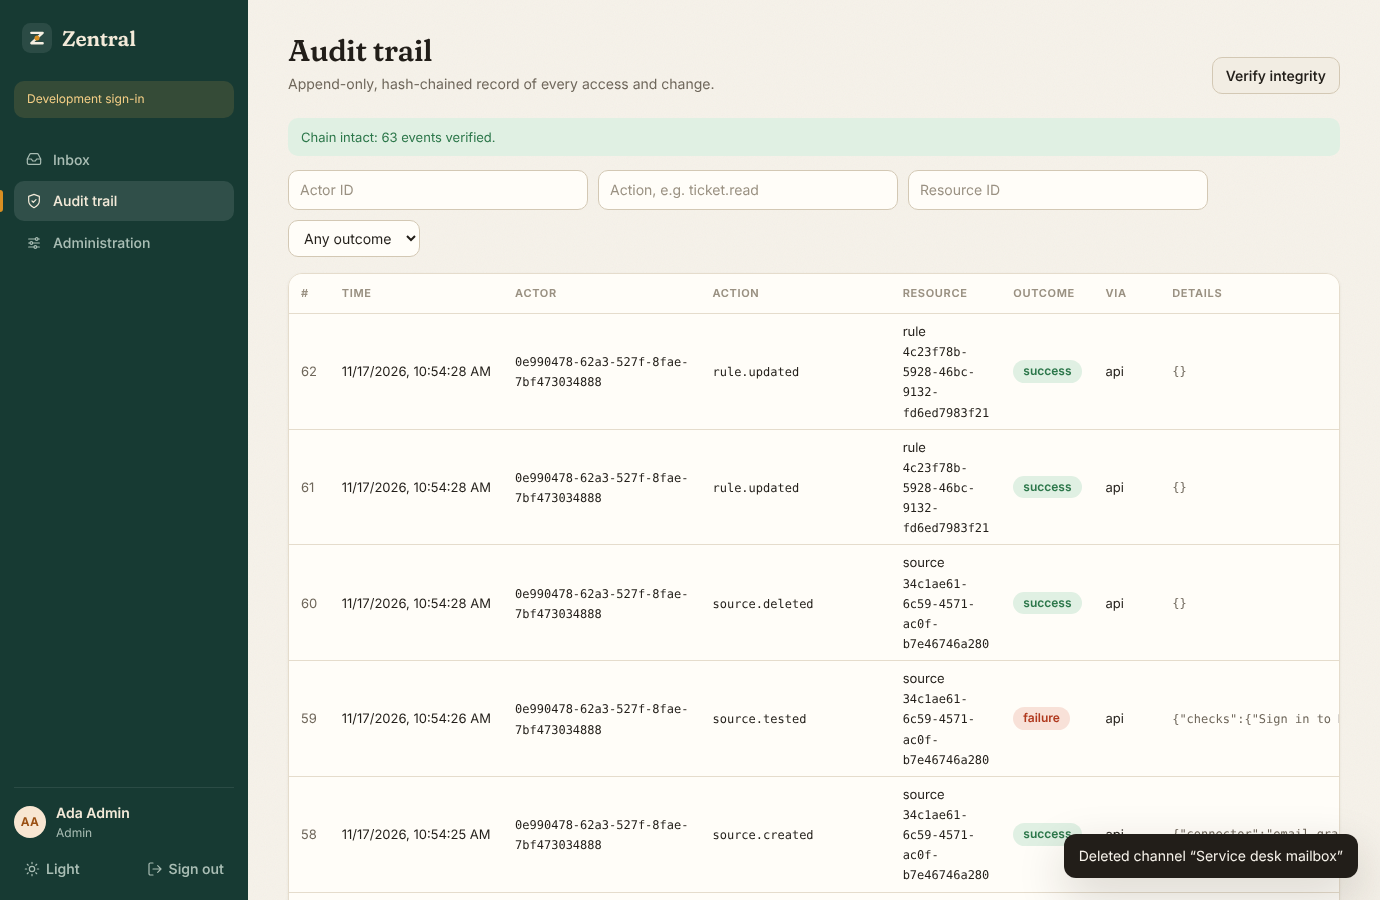 Zentral
Development sign-in
Inbox
Audit trail
Administration
Ada Admin
Admin
AA
Light
Sign out
Audit trail
Append-only, hash-chained record of every access and change.
Verify integrity
Chain intact: 63 events verified.
Actor ID
Action, e.g. ticket.read
Resource ID
Any outcome
# TIME ACTOR ACTION RESOURCE OUTCOME VIA DETAILS
62 11/17/2026, 10:54:28 AM 0e990478-62a3-527f-8fae-
7bf473034888 rule.updated rule
4c23f78b-
5928-46bc-
9132-
fd6ed7983f21 success api {}
61 11/17/2026, 10:54:28 AM 0e990478-62a3-527f-8fae-
7bf473034888 rule.updated rule
4c23f78b-
5928-46bc-
9132-
fd6ed7983f21 success api {}
60 11/17/2026, 10:54:28 AM 0e990478-62a3-527f-8fae-
7bf473034888 source.deleted source
34c1ae61-
6c59-4571-
ac0f-
b7e46746a280 success api {}
59 11/17/2026, 10:54:26 AM 0e990478-62a3-527f-8fae-
7bf473034888 source.tested source
34c1ae61-
6c59-4571-
ac0f-
b7e46746a280 failure api {"checks":{"Sign in to
58 11/17/2026, 10:54:25 AM 0e990478-62a3-527f-8fae-
7bf473034888 source.created source
34c1ae61-
6c59-4571-
ac0f-
b7e46746a280 success api
Deleted channel “Service desk mailbox”